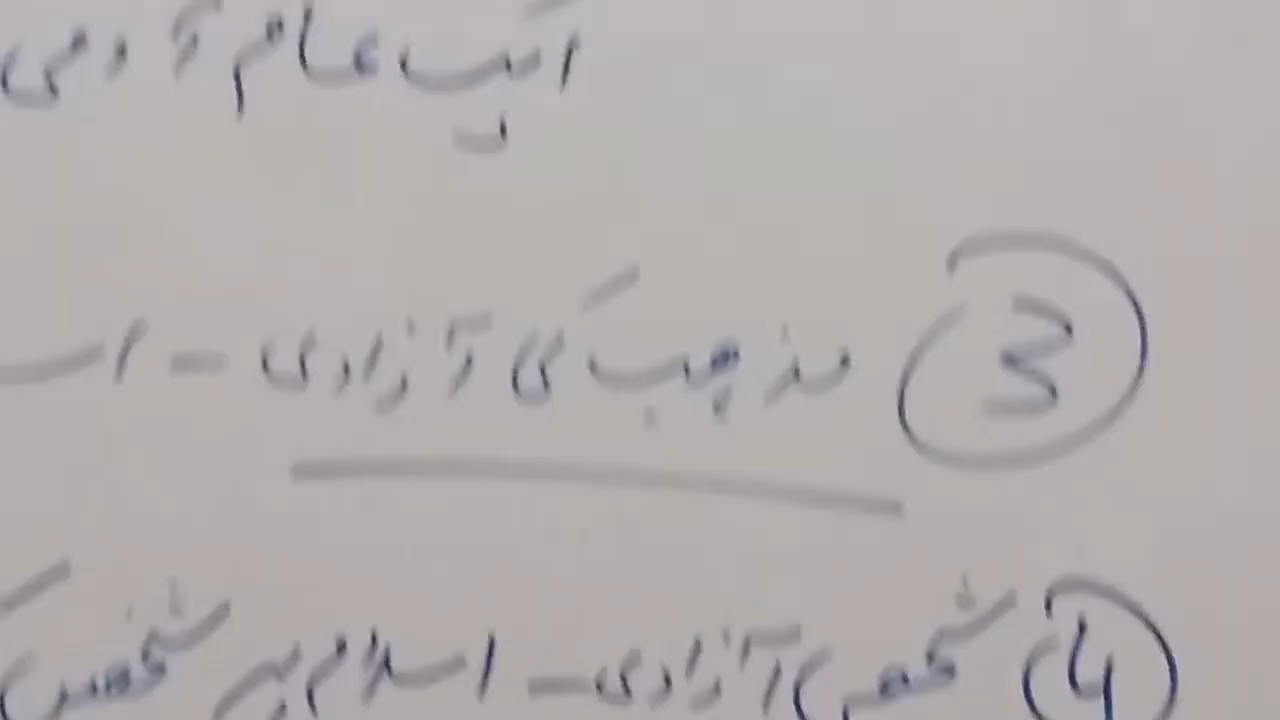 ایک عام آدمی
③ مذہب کی آزادی -
④ شخصی آزادی - اسلام ہر شخص